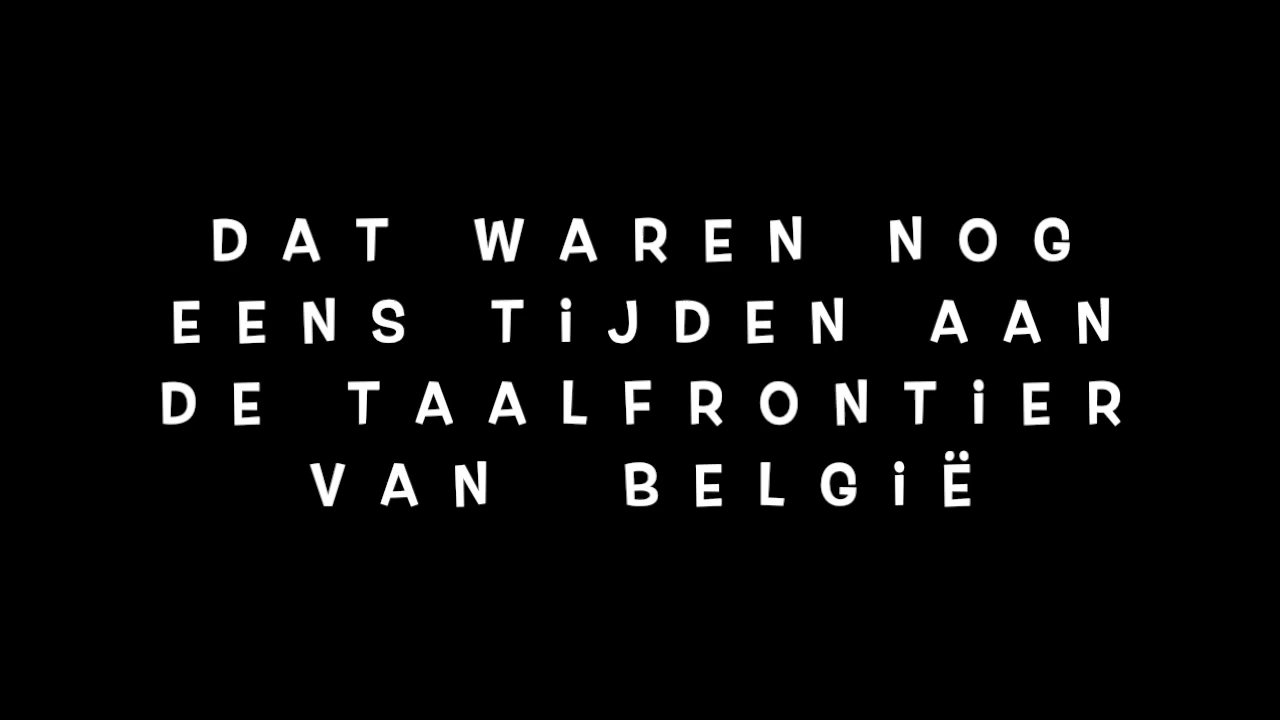 DAT WAREN NOG
EENS TiJDEN AAN
DE TAALFRONTiER
VAN BELGiË